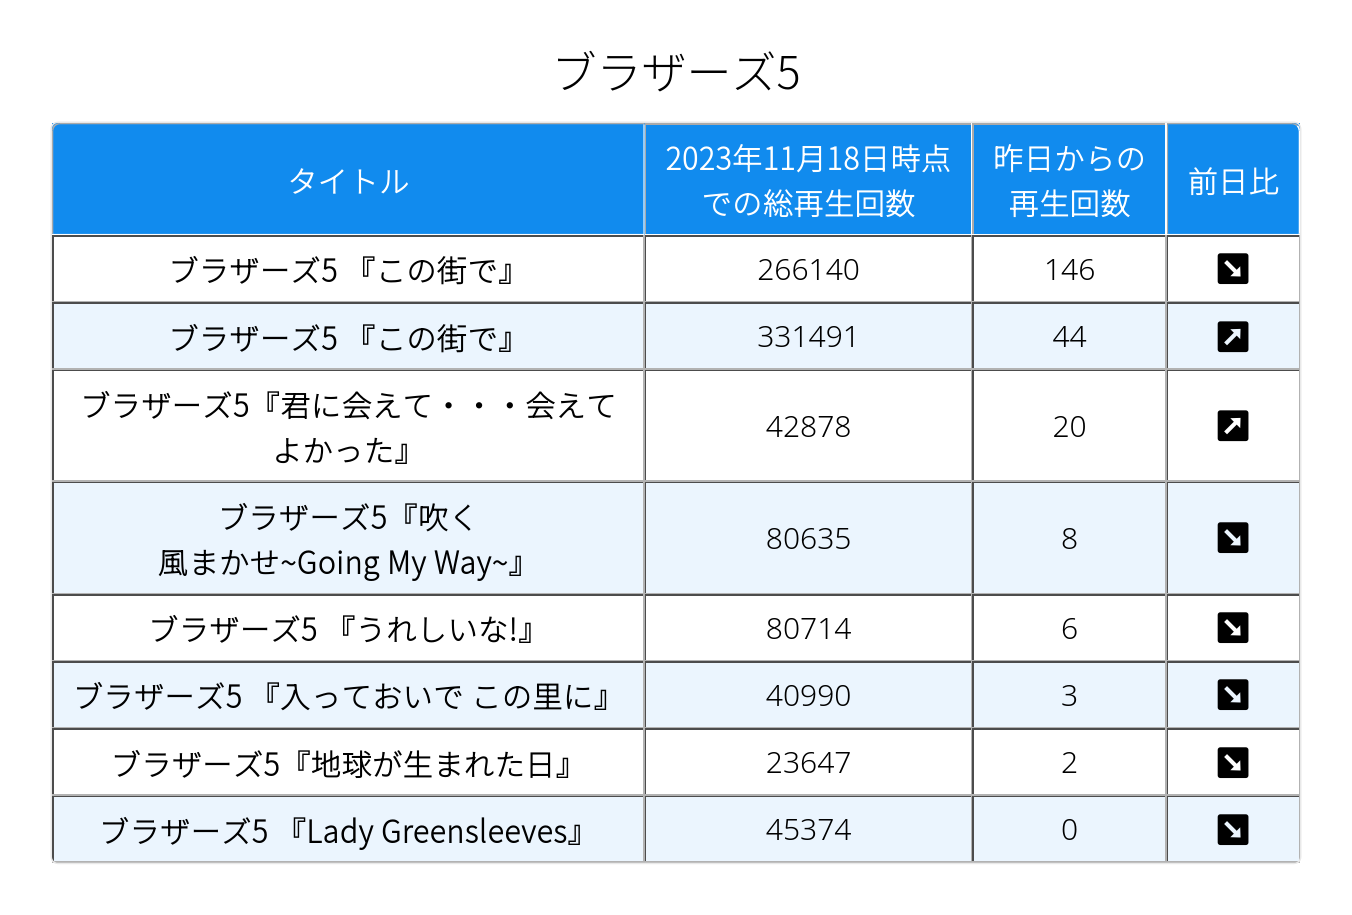 ブラザーズ5
タイトル
2023年11月18日時点
での総再生回数
昨日からの
再生回数
前日比
ブラザーズ5 『この街で』
266140
146
↘
ブラザーズ5 『この街で』
331491
44
↗
ブラザーズ5『君に会えて・・・会えて
よかった』
42878
20
↗
ブラザーズ5『吹く
風まかせ~Going My Way~』
80635
8
↘
ブラザーズ5 『うれしいな!』
80714
6
↘
ブラザーズ5 『入っておいで この里に』
40990
3
↘
ブラザーズ5『地球が生まれた日』
23647
2
↘
ブラザーズ5 『Lady Greensleeves』
45374
0
↘